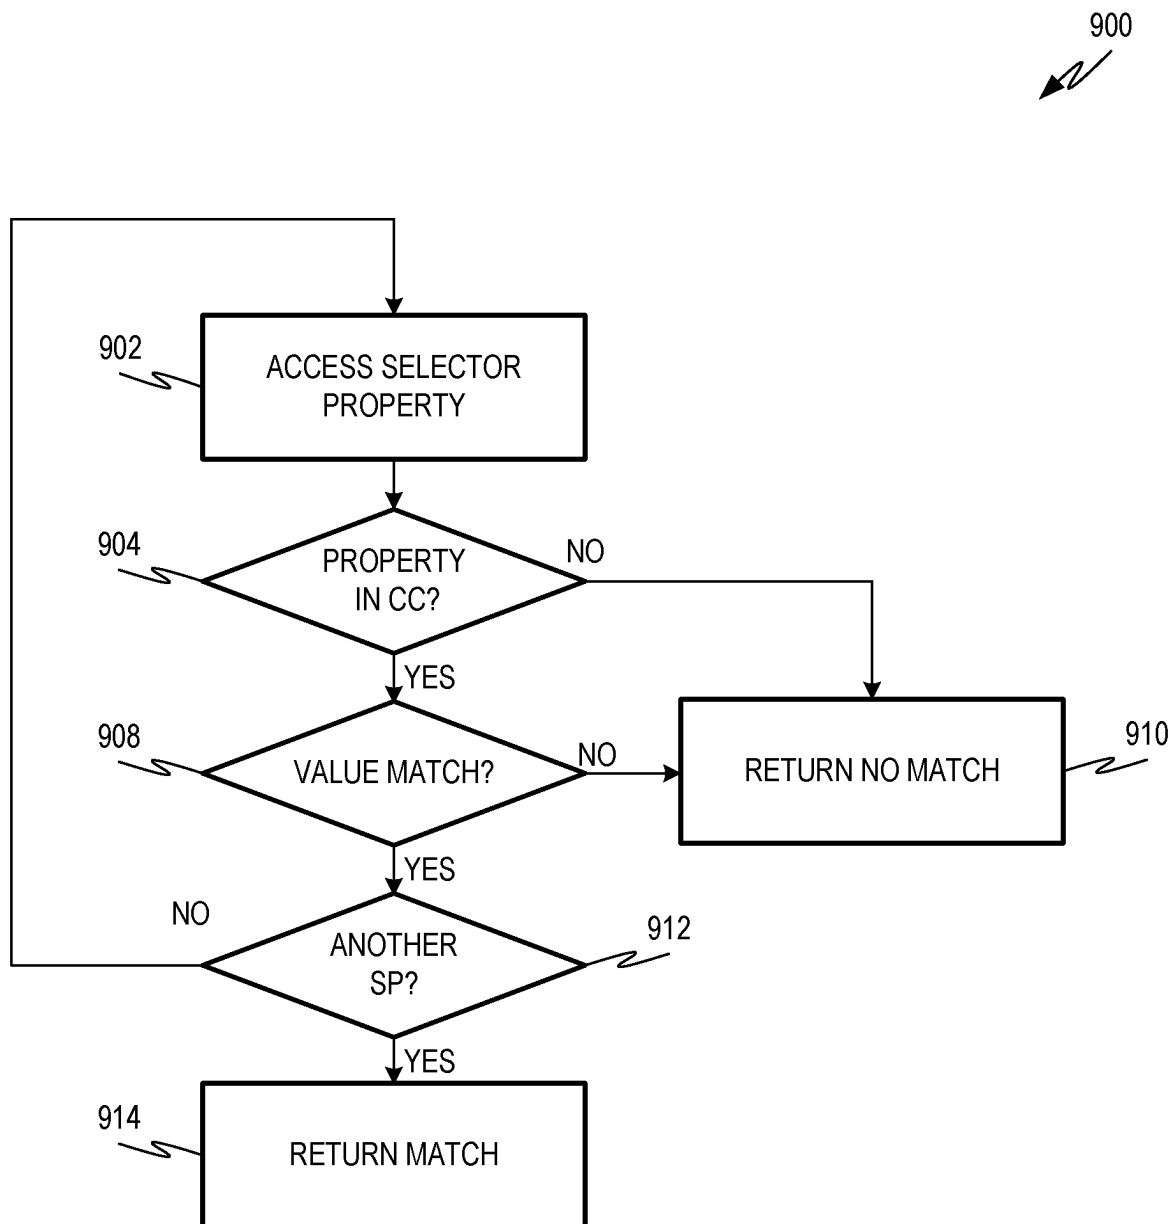 900
902
ACCESS SELECTOR
PROPERTY
904
PROPERTY
IN CC?
NO
YES
908
VALUE MATCH?
NO
RETURN NO MATCH
910
YES
NO
ANOTHER
SP?
912
YES
914
RETURN MATCH